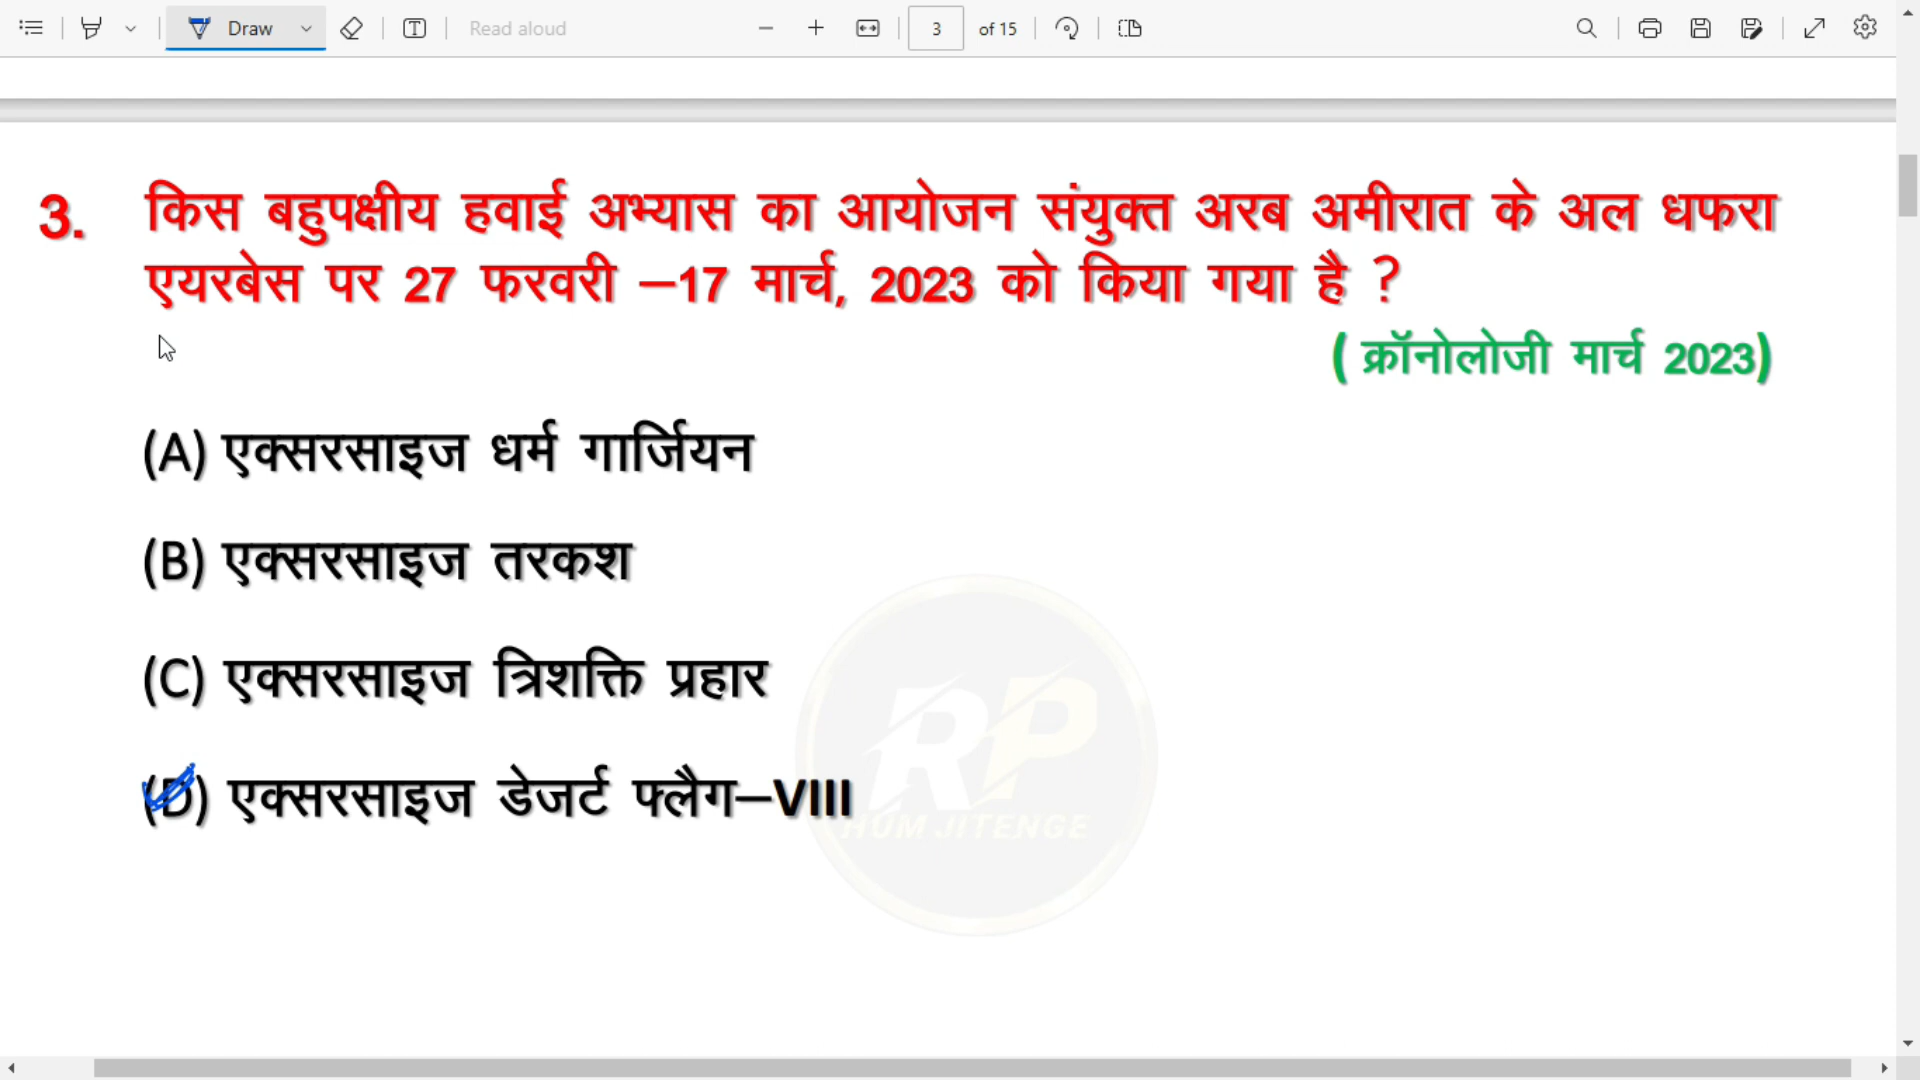 Draw
Read aloud
3
of 15
3. किस बहुपक्षीय हवाई अभ्यास का आयोजन संयुक्त अरब अमीरात के अल धफरा
एयरबेस पर 27 फरवरी –17 मार्च, 2023 को किया गया है ?
( क्रॉनोलोजी मार्च 2023)
(A) एक्सरसाइज धर्म गार्जियन
(B) एक्सरसाइज तरकश
(C) एक्सरसाइज त्रिशक्ति प्रहार
(D) एक्सरसाइज डेजर्ट फ्लैग–VIII
RP
HUM JITENGE